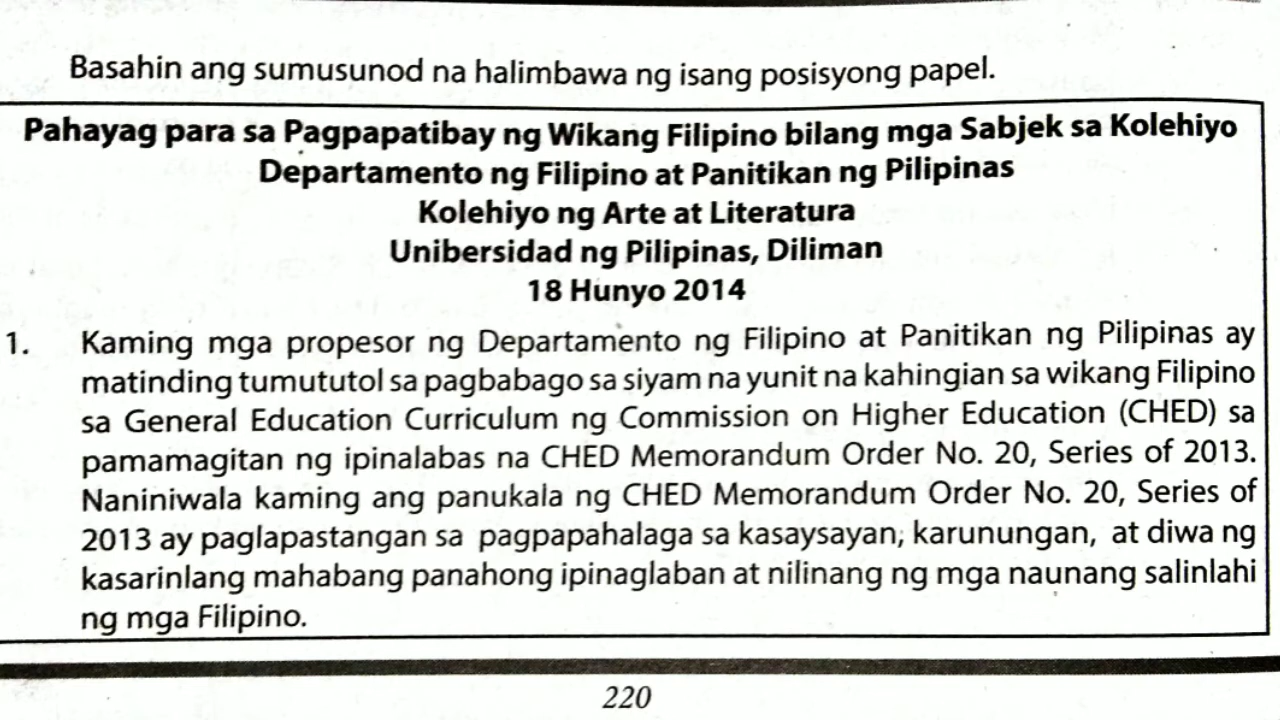 Basahin ang sumusunod na halimbawa ng isang posisyong papel.
Pahayag para sa Pagpapatibay ng Wikang Filipino bilang mga Sabjek sa Kolehiyo
Departamento ng Filipino at Panitikan ng Pilipinas
Kolehiyo ng Arte at Literatura
Unibersidad ng Pilipinas, Diliman
18 Hunyo 2014
1. Kaming mga propesor ng Departamento ng Filipino at Panitikan ng Pilipinas ay
matinding tumututol sa pagbabago sa siyam na yunit na kahingian sa wikang Filipino
sa General Education Curriculum ng Commission on Higher Education (CHED) sa
pamamagitan ng ipinalabas na CHED Memorandum Order No. 20, Series of 2013.
Naniniwala kaming ang panukala ng CHED Memorandum Order No. 20, Series of
2013 ay paglapastangan sa pagpapahalaga sa kasaysayan, karunungan, at diwa ng
kasarinlang mahabang panahong ipinaglaban at nilinang ng mga naunang salinlahi
ng mga Filipino.
220